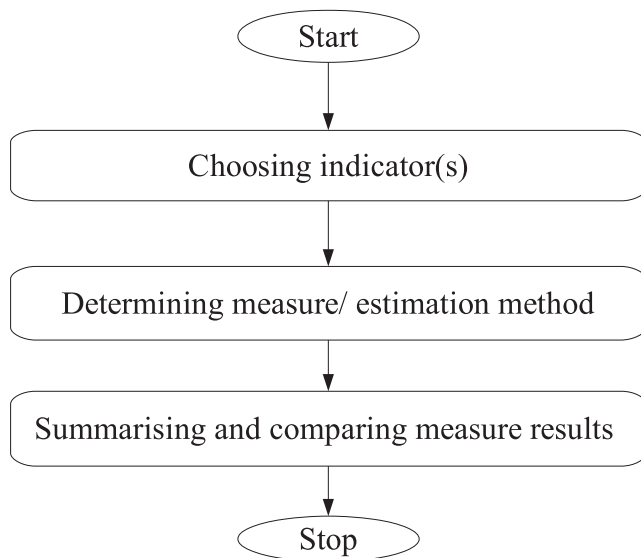 Start
Choosing indicator(s)
Determining measure/ estimation method
Summarising and comparing measure results
Stop